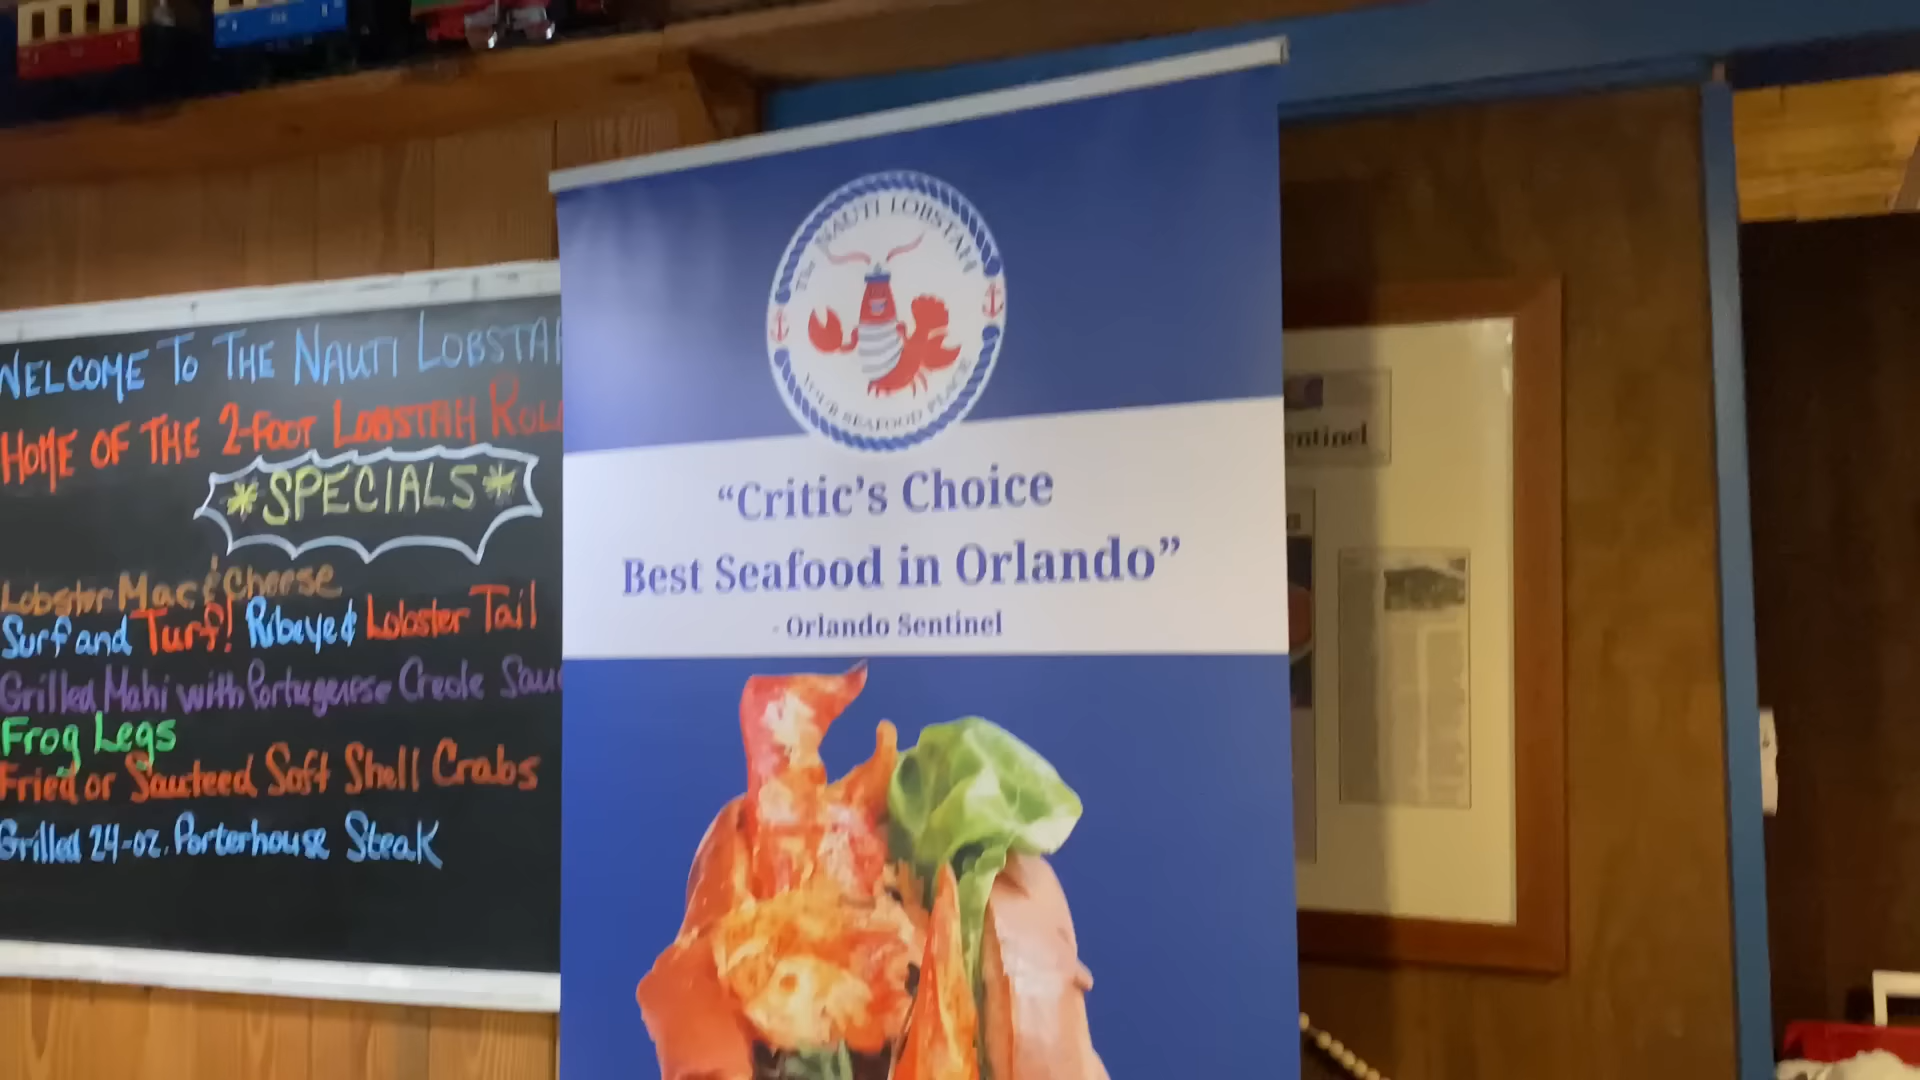 WELCOME TO THE NAUTI LOBSTAH
HOME OF THE 2-FOOT LOBSTAH ROLL
*SPECIALS*
Lobster Mac & Cheese
Surf and Turf! Ribeye & Lobster Tail
Grilled Mahi with Portuguese Creole
Frog Legs
Fried or Sauteed Soft Shell Crabs
Grilled 24-oz. Porterhouse Steak
The NAUTI LOBSTAH
YOUR SEAFOOD PLACE
“Critic’s Choice
Best Seafood in Orlando”
- Orlando Sentinel
entinel